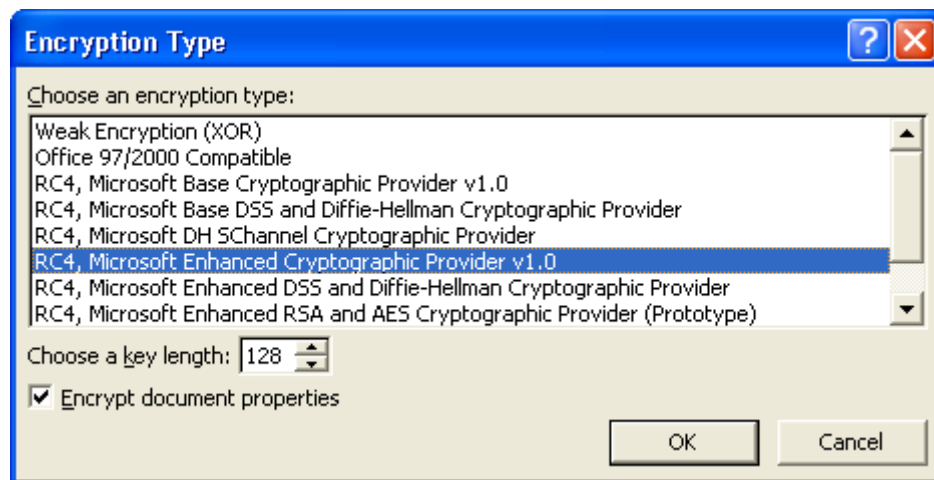 Encryption Type
Choose an encryption type:
Weak Encryption (XOR)
Office 97/2000 Compatible
RC4, Microsoft Base Cryptographic Provider v1.0
RC4, Microsoft Base DSS and Diffie-Hellman Cryptographic Provider
RC4, Microsoft DH SChannel Cryptographic Provider
RC4, Microsoft Enhanced Cryptographic Provider v1.0
RC4, Microsoft Enhanced DSS and Diffie-Hellman Cryptographic Provider
RC4, Microsoft Enhanced RSA and AES Cryptographic Provider (Prototype)
Choose a key length: 128
Encrypt document properties
OK Cancel